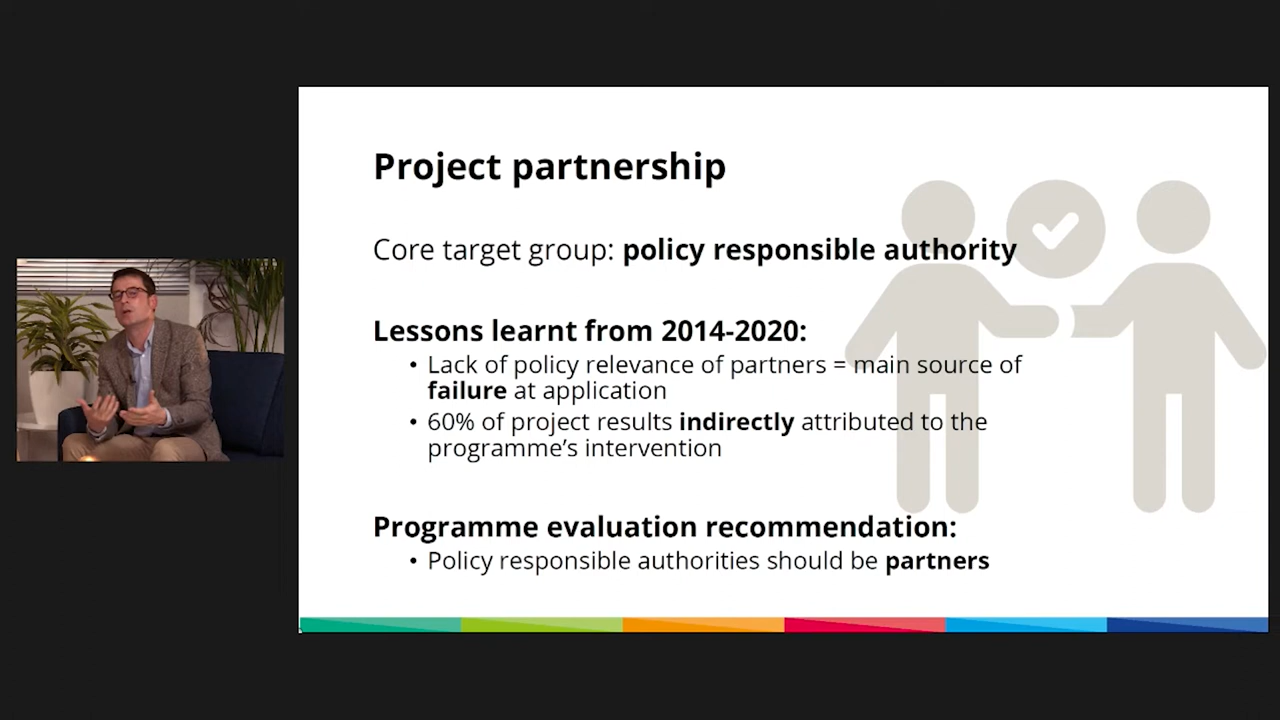 Project partnership
Core target group: policy responsible authority
Lessons learnt from 2014-2020:
• Lack of policy relevance of partners = main source of
failure at application
• 60% of project results indirectly attributed to the
programme’s intervention
Programme evaluation recommendation:
• Policy responsible authorities should be partners